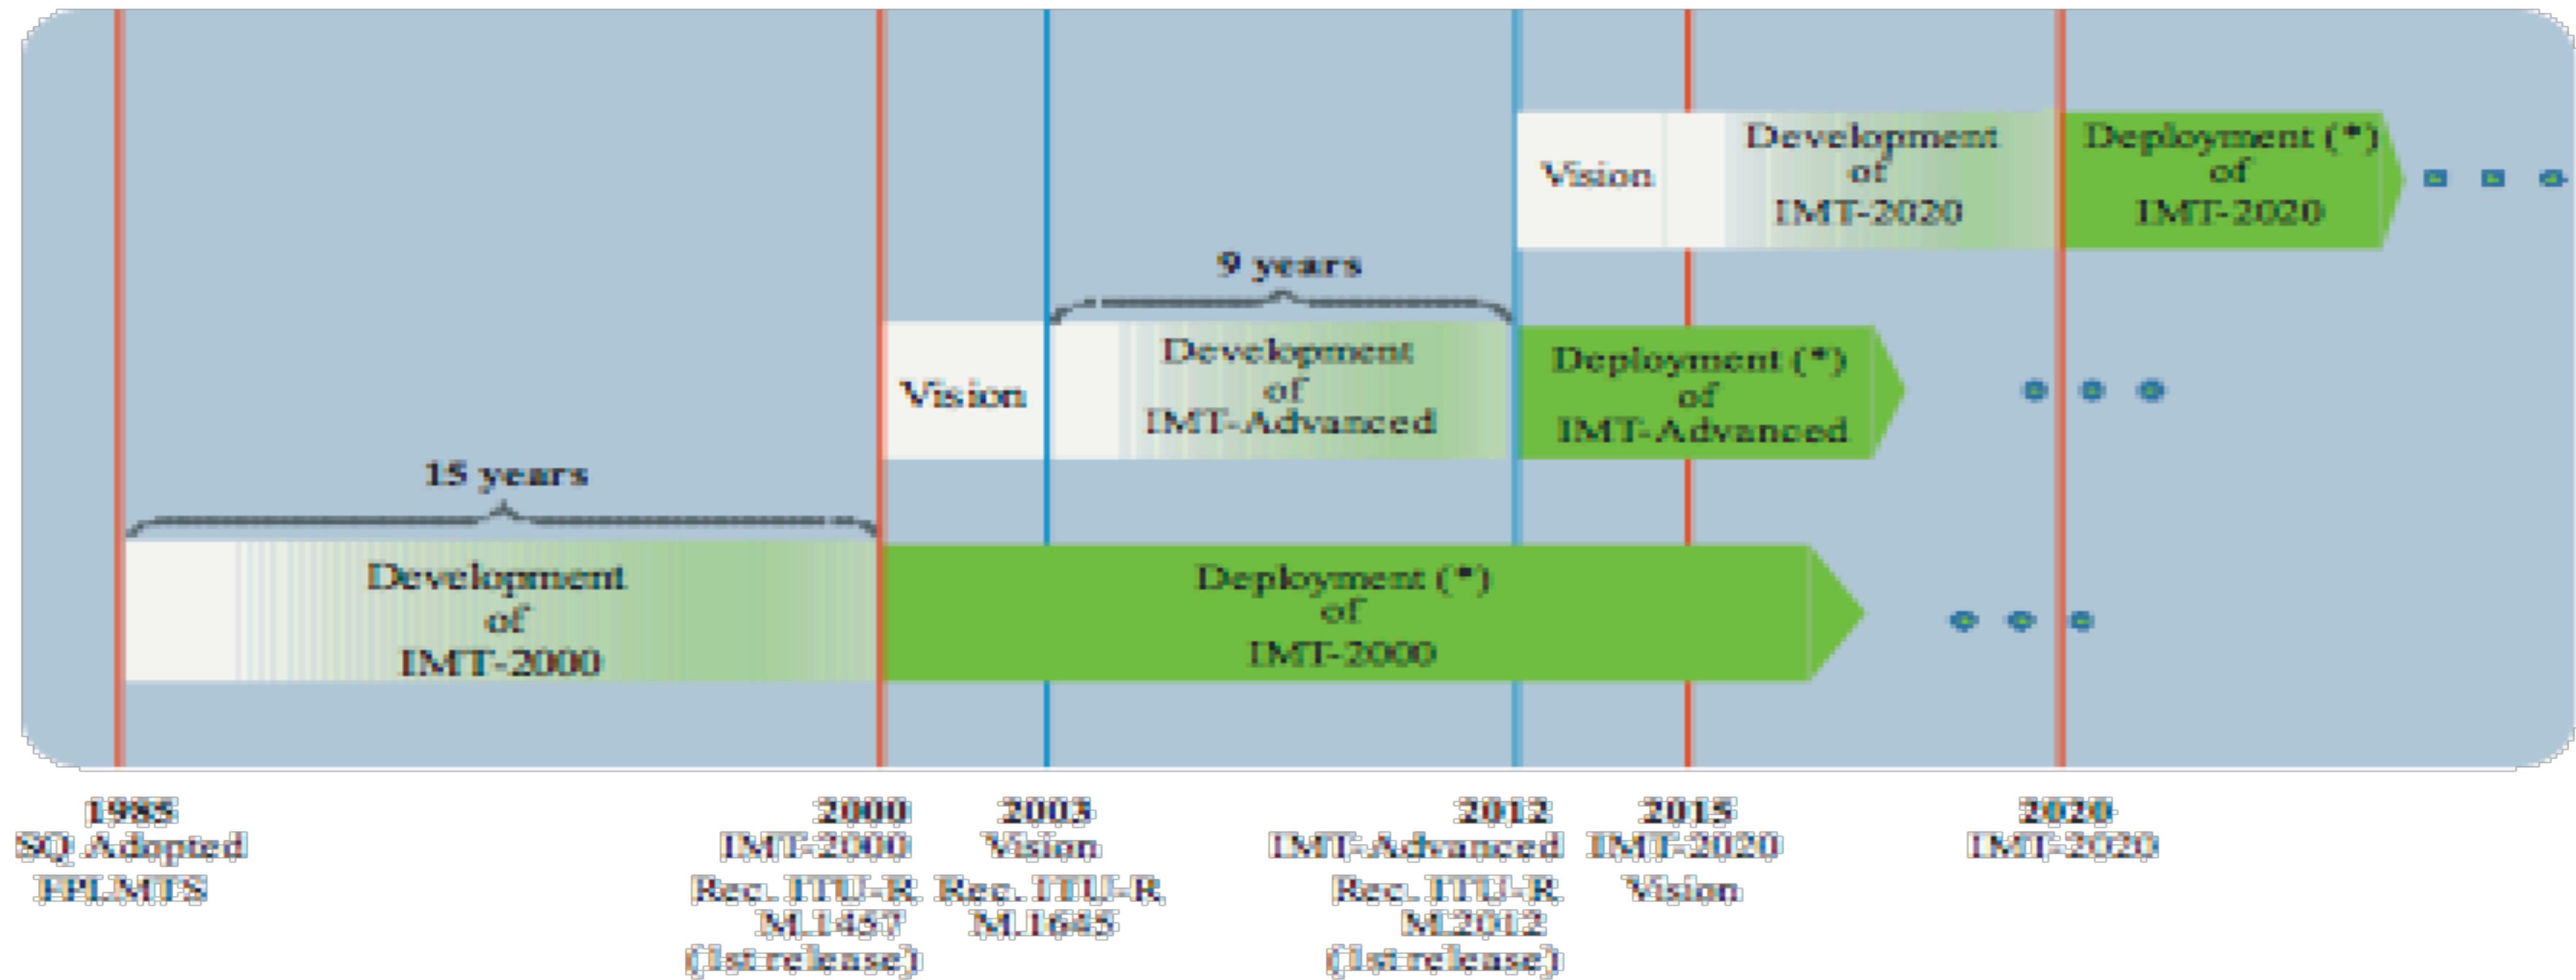 Vision
Development
of
IMT-2020
Deployment (*)
of
IMT-2020
9 years
Vision
Development
of
IMT-Advanced
Deployment (*)
of
IMT-Advanced
15 years
Development
of
IMT-2000
Deployment (*)
of
IMT-2000
1985
SQ Adopted
FPLMTS
2000
IMT-2000
Rec. ITU-R
M.1457
(1st release)
2003
Vision
Rec. ITU-R
M.1645
2012
IMT-Advanced
Rec. ITU-R
M.2012
(1st release)
2015
IMT-2020
Vision
2020
IMT-2020